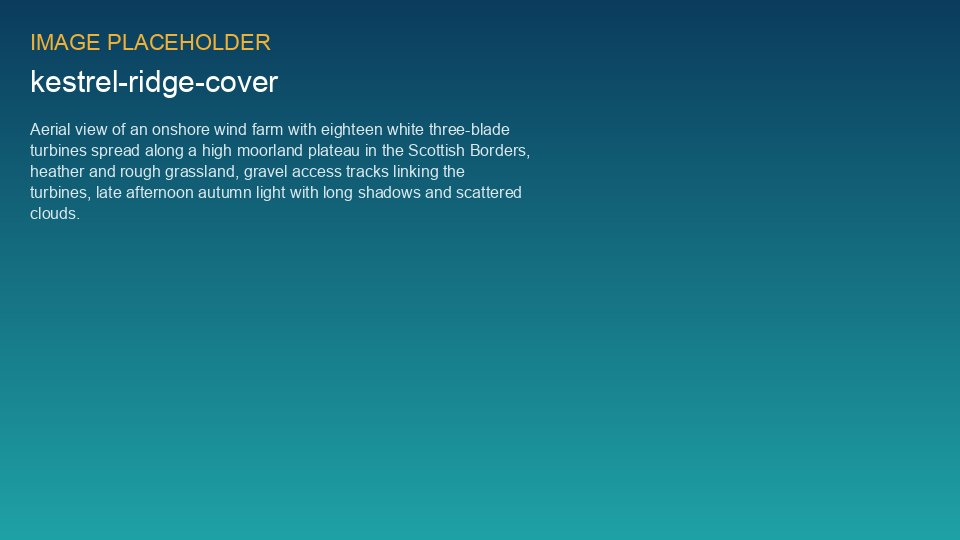 IMAGE PLACEHOLDER
kestrel-ridge-cover
Aerial view of an onshore wind farm with eighteen white three-blade
turbines spread along a high moorland plateau in the Scottish Borders,
heather and rough grassland, gravel access tracks linking the
turbines, late afternoon autumn light with long shadows and scattered
clouds.